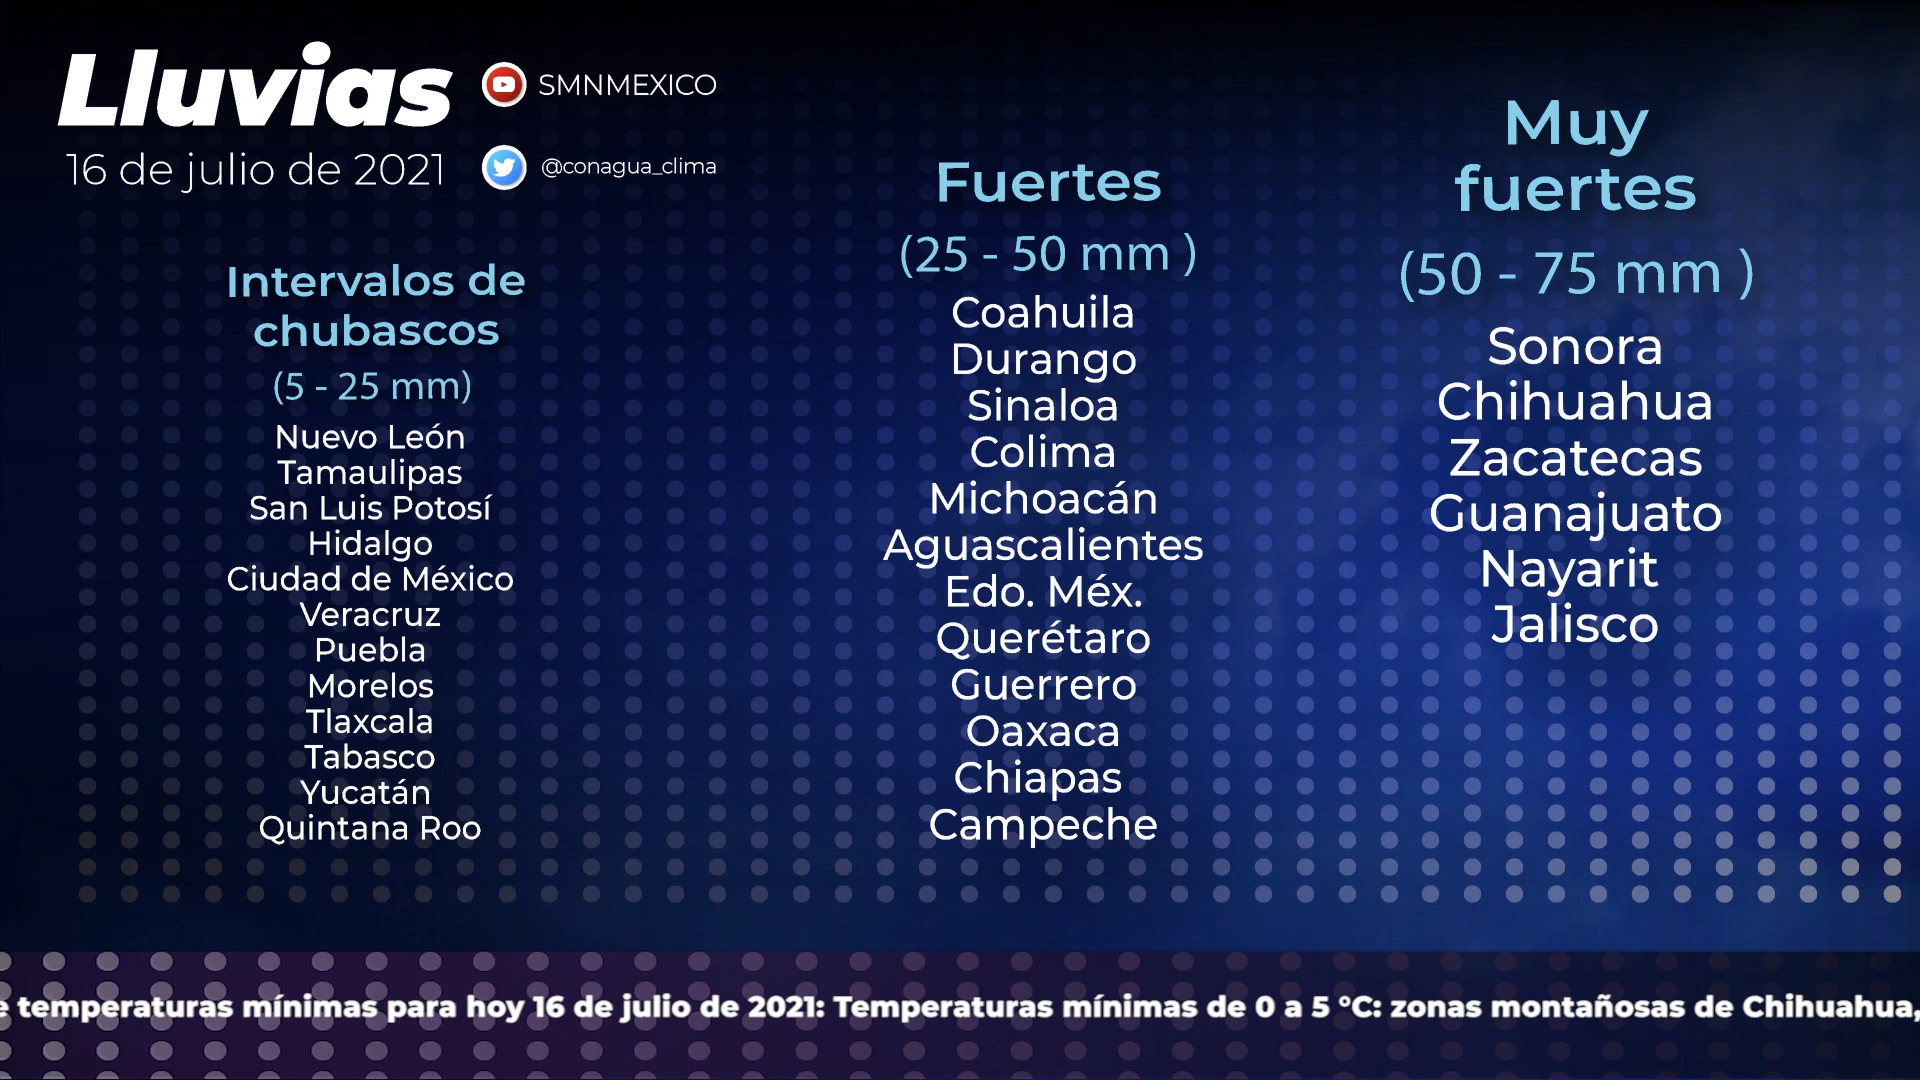 Lluvias
16 de julio de 2021
SMNMEXICO
@conagua_clima
Intervalos de
chubascos
(5 - 25 mm)
Nuevo León
Tamaulipas
San Luis Potosí
Hidalgo
Ciudad de México
Veracruz
Puebla
Morelos
Tlaxcala
Tabasco
Yucatán
Quintana Roo
Fuertes
(25 - 50 mm )
Coahuila
Durango
Sinaloa
Colima
Michoacán
Aguascalientes
Edo. Méx.
Querétaro
Guerrero
Oaxaca
Chiapas
Campeche
Muy
fuertes
(50 - 75 mm )
Sonora
Chihuahua
Zacatecas
Guanajuato
Nayarit
Jalisco
e temperaturas mínimas para hoy 16 de julio de 2021: Temperaturas mínimas de 0 a 5 °C: zonas montañosas de Chihuahua,